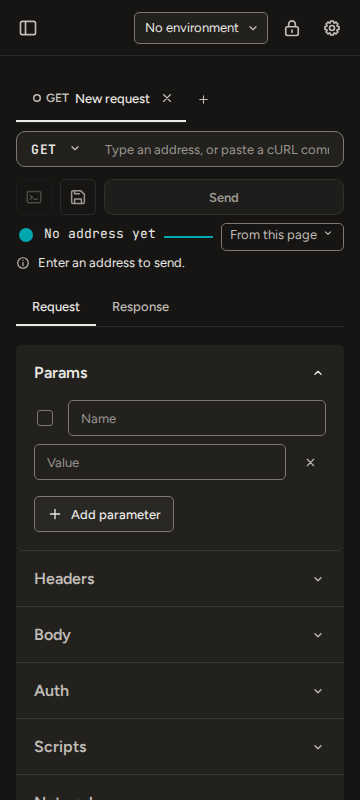 No environment
GET New request
GET Type an address, or paste a cURL comm
Send
No address yet From this page
Enter an address to send.
Request Response
Params
Name
Value
Add parameter
Headers
Body
Auth
Scripts